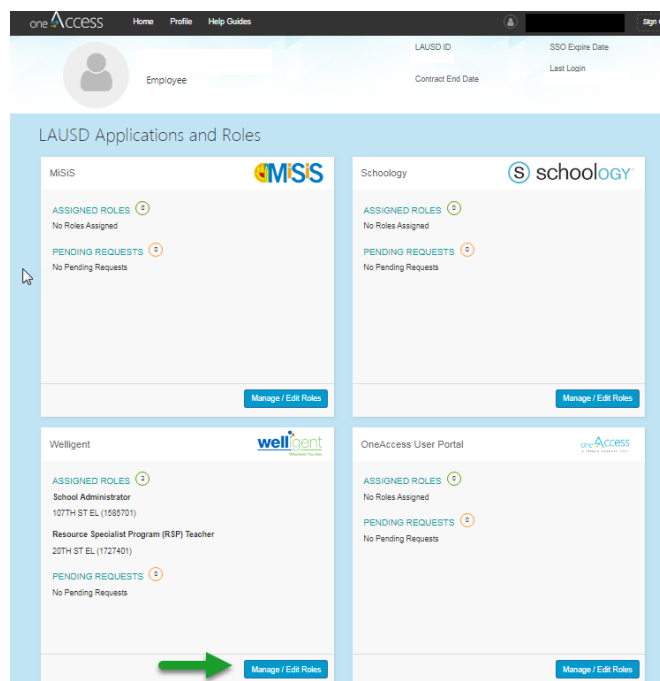 one Access Home Profile Help Guides Sign
LAUSD ID SSO Expire Date
Last Login
Employee Contract End Date
LAUSD Applications and Roles
MiSiS MiSiS
ASSIGNED ROLES 0
No Roles Assigned
PENDING REQUESTS 0
No Pending Requests
Manage / Edit Roles
Schoology S schoology
ASSIGNED ROLES 0
No Roles Assigned
PENDING REQUESTS 0
No Pending Requests
Manage / Edit Roles
Welligent welligent
ASSIGNED ROLES 2
School Administrator
107TH ST EL (1585701)
Resource Specialist Program (RSP) Teacher
20TH ST EL (1727401)
PENDING REQUESTS 0
No Pending Requests
Manage / Edit Roles
OneAccess User Portal one Access
ASSIGNED ROLES 0
No Roles Assigned
PENDING REQUESTS 0
No Pending Requests
Manage / Edit Roles